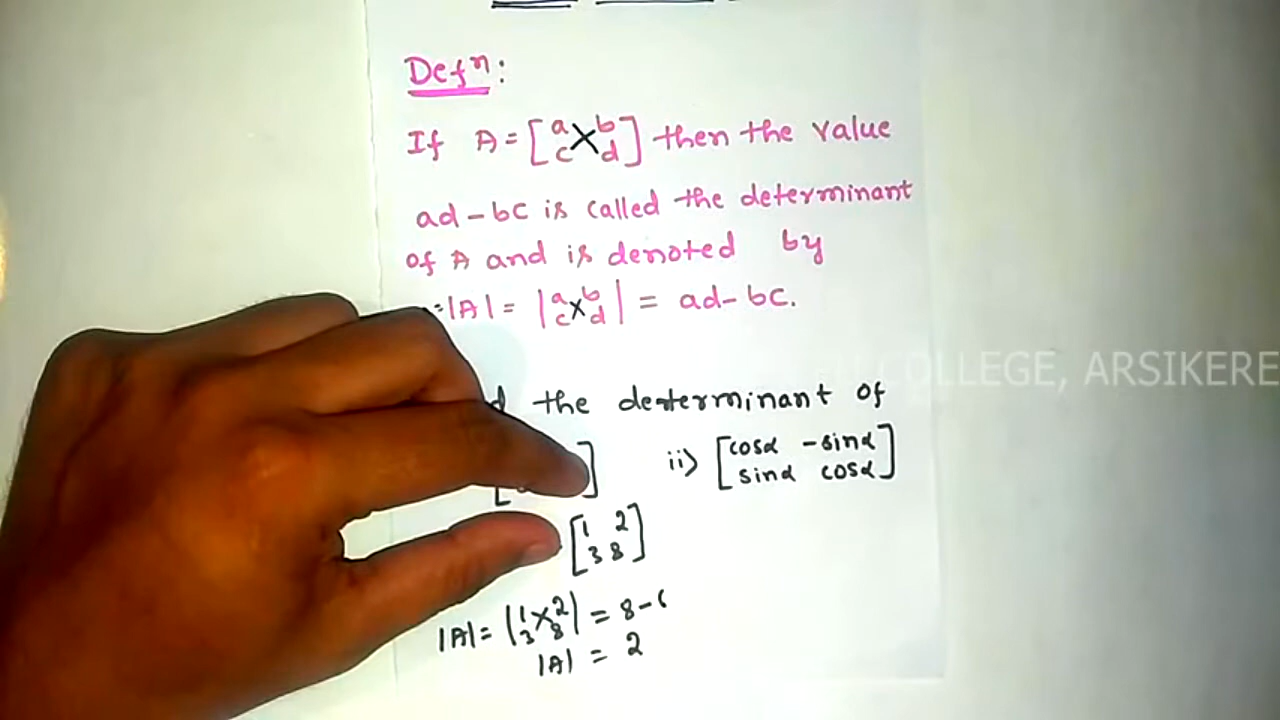 Defⁿ:
If A = [a b c d] then the value
ad - bc is called the determinant
of A and is denoted by
|A| = |a b c d| = ad - bc.
COLLEGE, ARSIKERE
the determinant of
ii) [cosα -sinα
sinα cosα]
[1 2
3 8]
|A| = |1 2 3 8| = 8 - 6
|A| = 2